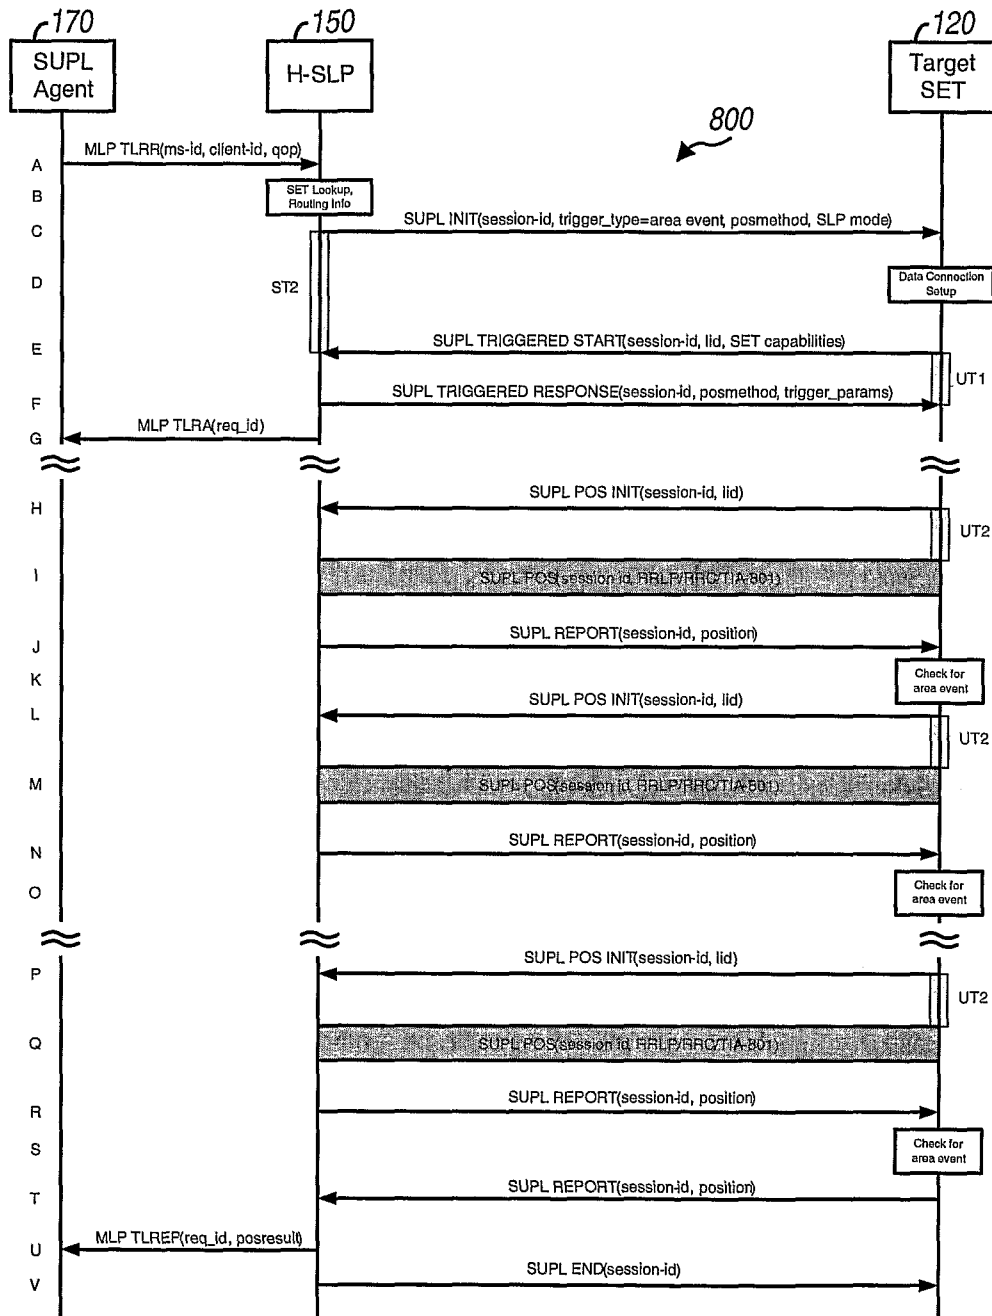 170
150
120
SUPL
Agent
H-SLP
Target
SET
800
A
MLP TLRR(ms-id, client-id, qop)
B
SET Lookup,
Routing Info
C
SUPL INIT(session-id, trigger_type=area event, posmethod, SLP mode)
D
ST2
Data Connection
Setup
E
SUPL TRIGGERED START(session-id, lid, SET capabilities)
UT1
F
SUPL TRIGGERED RESPONSE(session-id, posmethod, trigger_params)
G
MLP TLRA(req_id)
H
SUPL POS INIT(session-id, lid)
UT2
I
SUPL POS(session-id, RRLP/RRC/TIA-801)
J
SUPL REPORT(session-id, position)
K
Check for
area event
L
SUPL POS INIT(session-id, lid)
UT2
M
SUPL POS(session-id, RRLP/RRC/TIA-801)
N
SUPL REPORT(session-id, position)
O
Check for
area event
P
SUPL POS INIT(session-id, lid)
UT2
Q
SUPL POS(session-id, RRLP/RRC/TIA-801)
R
SUPL REPORT(session-id, position)
S
Check for
area event
T
SUPL REPORT(session-id, position)
U
MLP TLREP(req_id, posresult)
V
SUPL END(session-id)